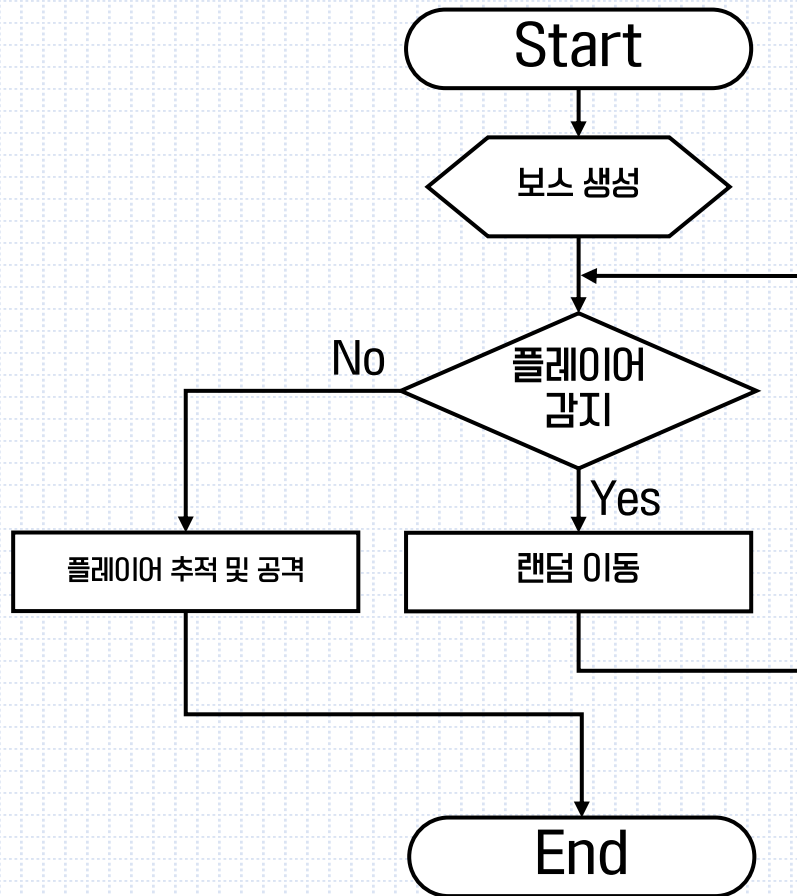 Start
보스 생성
플레이어
감지
No
Yes
플레이어 추적 및 공격
랜덤 이동
End